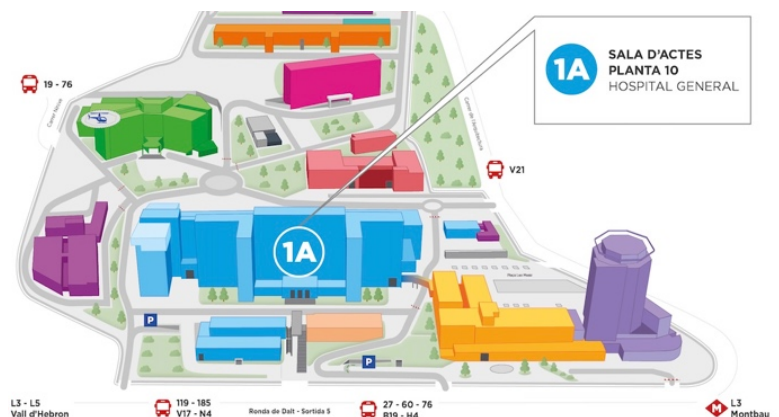 1A
SALA D'ACTES
PLANTA 10
HOSPITAL GENERAL
19 - 76
V21
1A
P
P
L3 - L5
Vall d'Hebron
119 - 185
V17 - N4
Ronda de Dalt - Sortida 5
27 - 60 - 76
B19 - H4
M
L3
Montbau